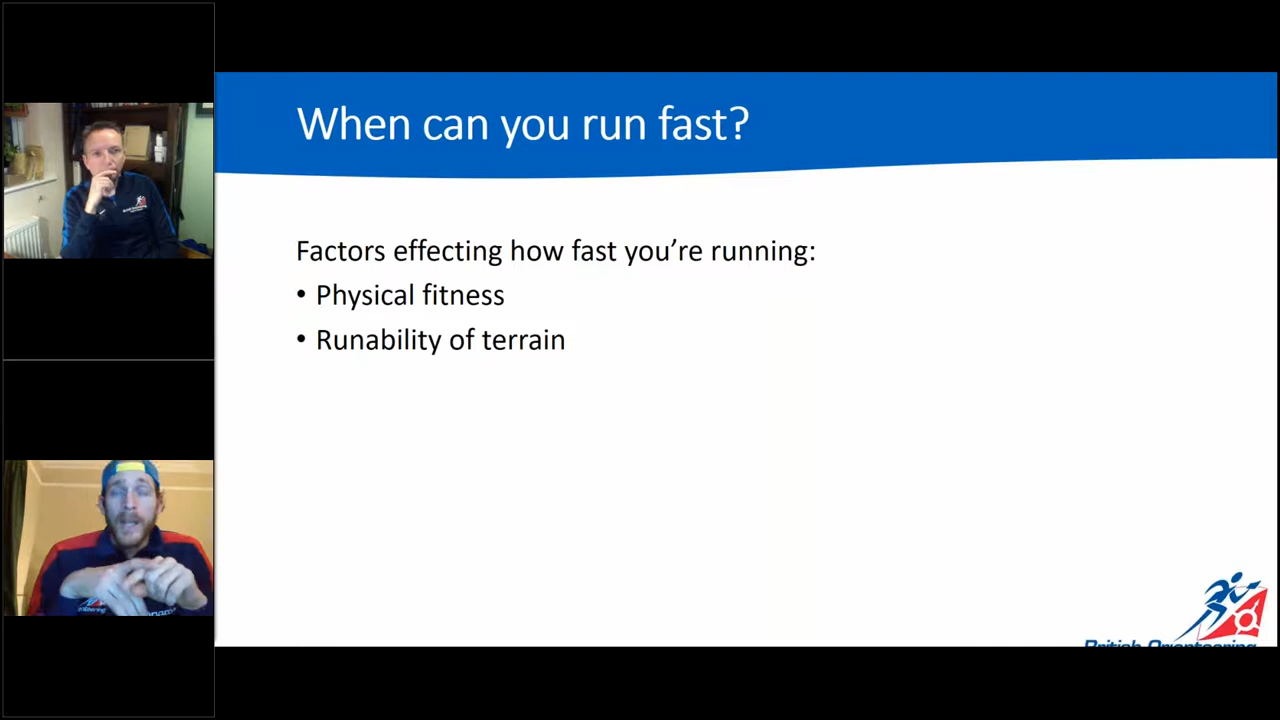 When can you run fast?
Factors effecting how fast you're running:
• Physical fitness
• Runability of terrain
British Orienteering